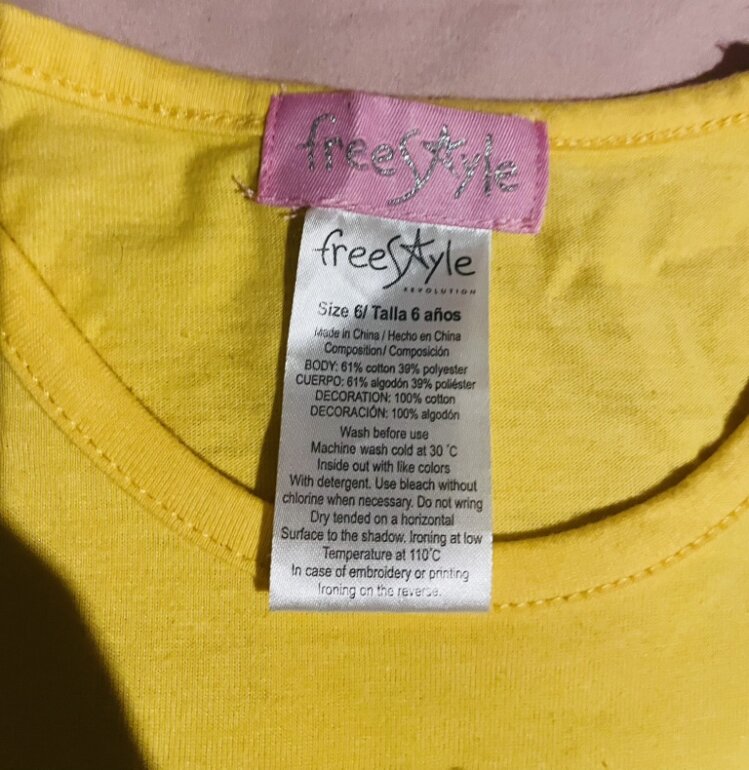 freestyle
freestyle
REVOLUTION
Size 6/ Talla 6 años
Made in China / Hecho en China
Composition/ Composición
BODY: 61% cotton 39% polyester
CUERPO: 61% algodón 39% poliéster
DECORATION: 100% cotton
DECORACIÓN: 100% algodón
Wash before use
Machine wash cold at 30 °C
Inside out with like colors
With detergent. Use bleach without
chlorine when necessary. Do not wring
Dry tended on a horizontal
Surface to the shadow. Ironing at low
Temperature at 110°C
In case of embroidery or printing
Ironing on the reverse.